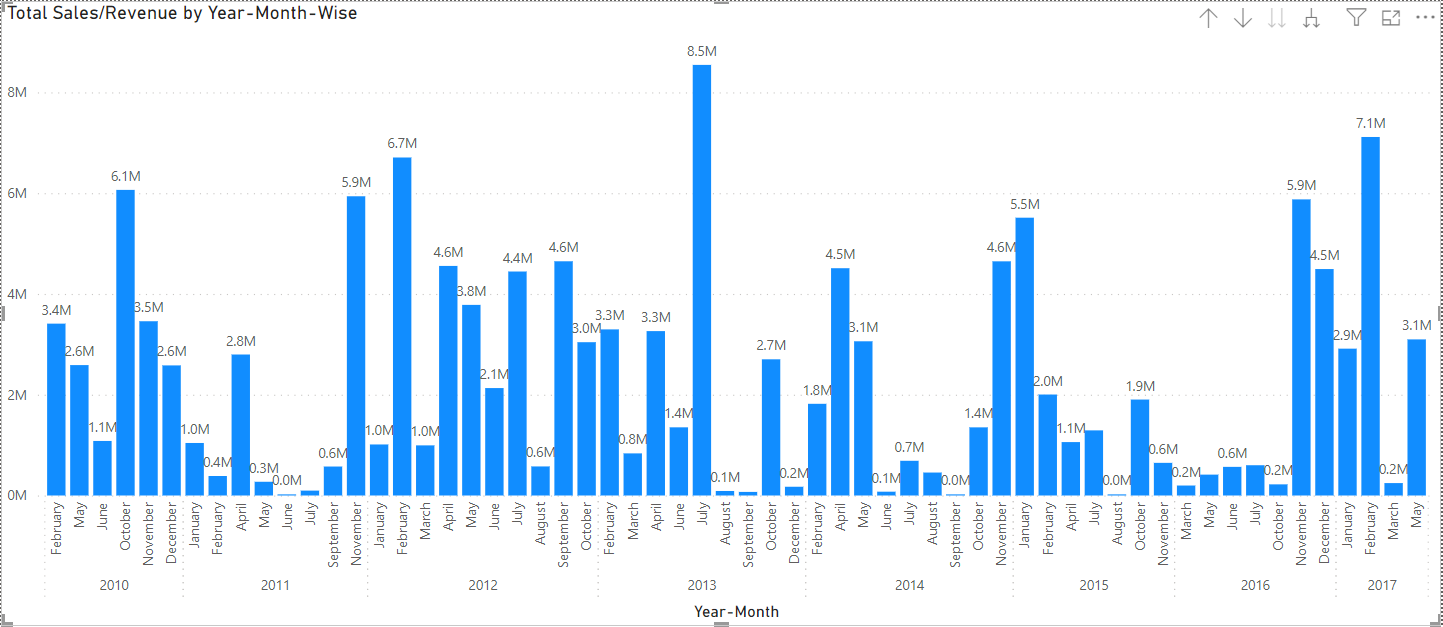 Total Sales/Revenue by Year-Month-Wise
8.5M
8M
7.1M
6.7M
6.1M
5.9M
5.9M
6M
5.5M
4.6M
4.6M
4.6M
4.5M
4.5M
4.4M
4M
3.8M
3.4M
3.5M
3.3M
3.3M
3.0M
3.1M
3.1M
2.6M
2.6M
2.8M
2.7M
2.9M
2.1M
2M
2.0M
1.8M
1.9M
1.1M
1.0M
1.0M
1.0M
1.4M
1.4M
1.1M
0.4M
0.3M
0.0M
0.6M
0.6M
0.8M
0.1M
0.2M
0.1M
0.7M
0.0M
0.0M
0.6M
0.2M
0.6M
0.2M
0.2M
0M
February May June October November December January February April May June July September November January February March April May June July August September October February March April June July August September October December February April May June July August September October November January February April July August October November March May June July October November December January February March May
2010 2011 2012 2013 2014 2015 2016 2017
Year-Month